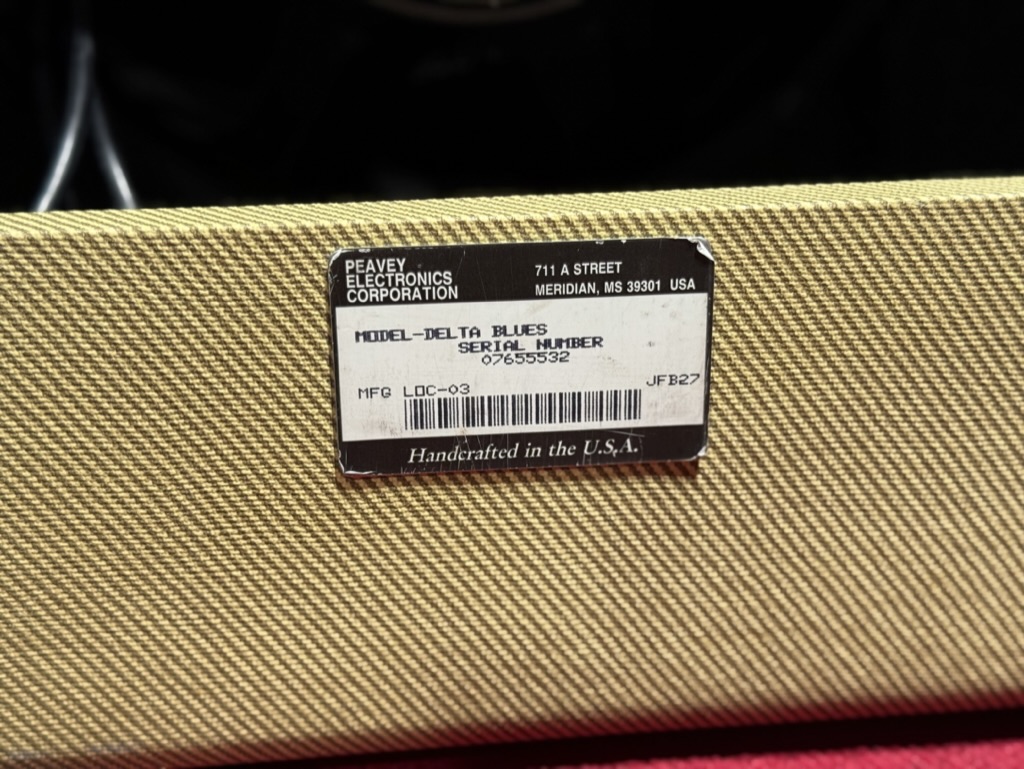 PEAVEY
ELECTRONICS
CORPORATION
711 A STREET
MERIDIAN, MS 39301 USA
MODEL-DELTA BLUES
SERIAL NUMBER
07655532
MFG LOC-03
JFB27
Handcrafted in the U.S.A.